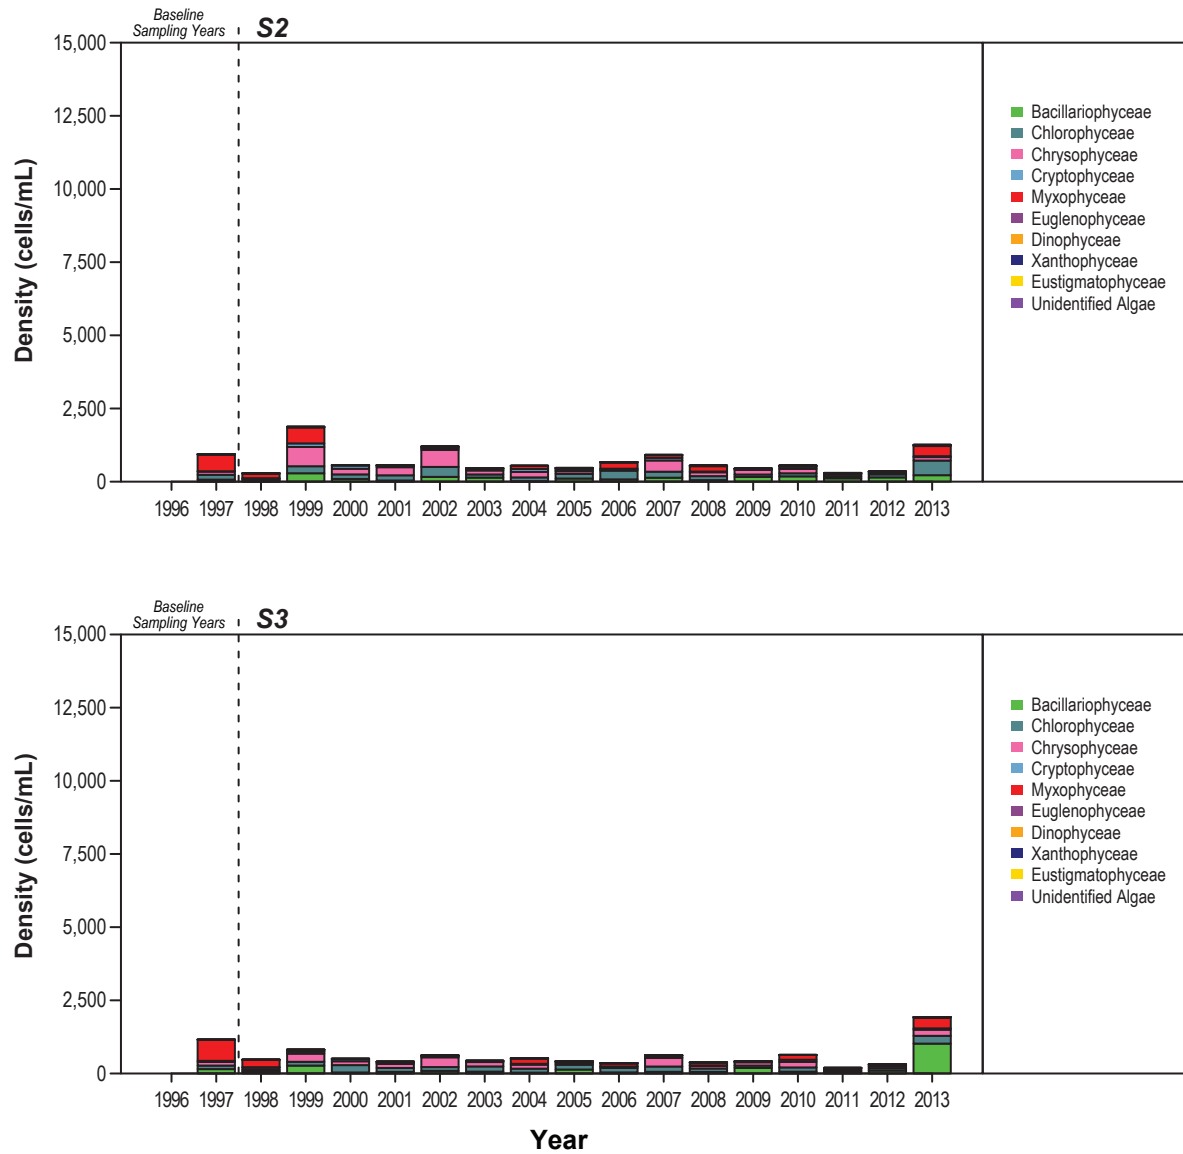 Baseline
Sampling Years
S2
15,000
12,500
10,000
7,500
5,000
2,500
0
Density (cells/mL)
1996 1997 1998 1999 2000 2001 2002 2003 2004 2005 2006 2007 2008 2009 2010 2011 2012 2013
Bacillariophyceae
Chlorophyceae
Chrysophyceae
Cryptophyceae
Myxophyceae
Euglenophyceae
Dinophyceae
Xanthophyceae
Eustigmatophyceae
Unidentified Algae
Baseline
Sampling Years
S3
15,000
12,500
10,000
7,500
5,000
2,500
0
Density (cells/mL)
1996 1997 1998 1999 2000 2001 2002 2003 2004 2005 2006 2007 2008 2009 2010 2011 2012 2013
Year
Bacillariophyceae
Chlorophyceae
Chrysophyceae
Cryptophyceae
Myxophyceae
Euglenophyceae
Dinophyceae
Xanthophyceae
Eustigmatophyceae
Unidentified Algae